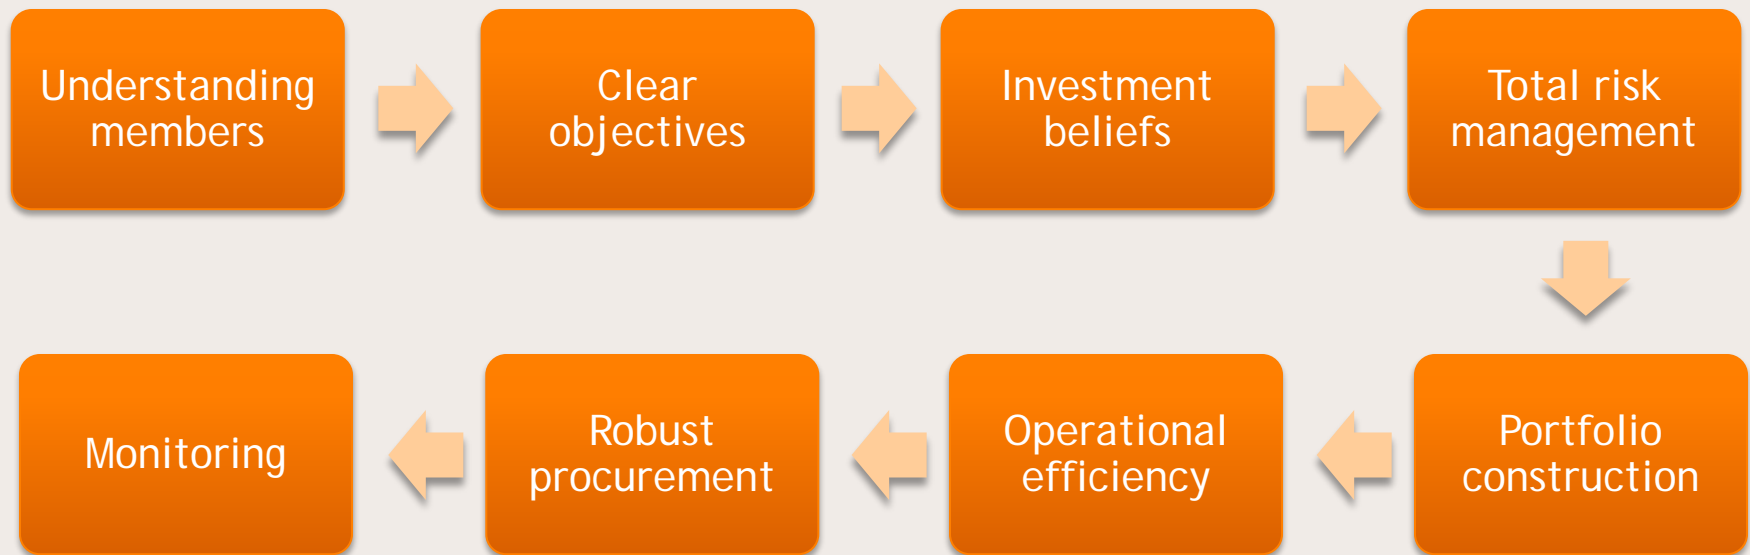 Understanding
members
Clear
objectives
Investment
beliefs
Total risk
management
Portfolio
construction
Operational
efficiency
Robust
procurement
Monitoring